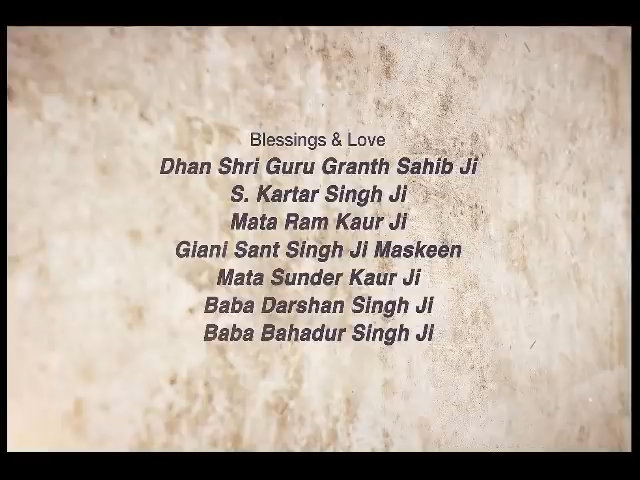 Blessings & Love
Dhan Shri Guru Granth Sahib Ji
S. Kartar Singh Ji
Mata Ram Kaur Ji
Giani Sant Singh Ji Maskeen
Mata Sunder Kaur Ji
Baba Darshan Singh Ji
Baba Bahadur Singh Ji